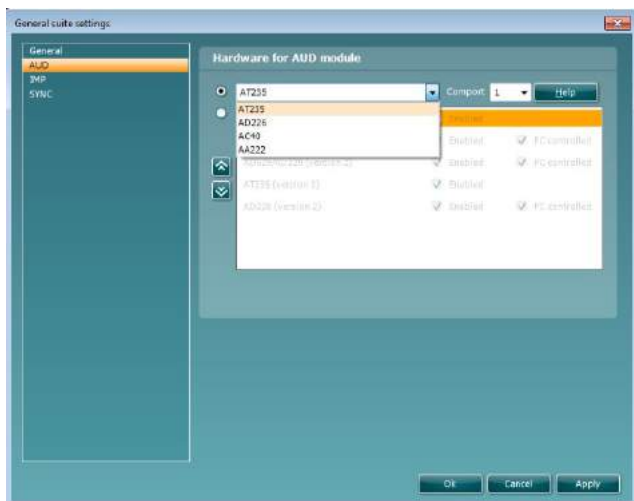 General suite settings
General
AUD
IMP
SYNC
Hardware for AUD module
AT235 Comport 1 Help
AT235
AD226
AC40
AA222
Enabled
Enabled PC controlled
(version 2) Enabled PC controlled
AT235 (version 3) Enabled
AD226 (version 2) Enabled PC controlled
Ok Cancel Apply